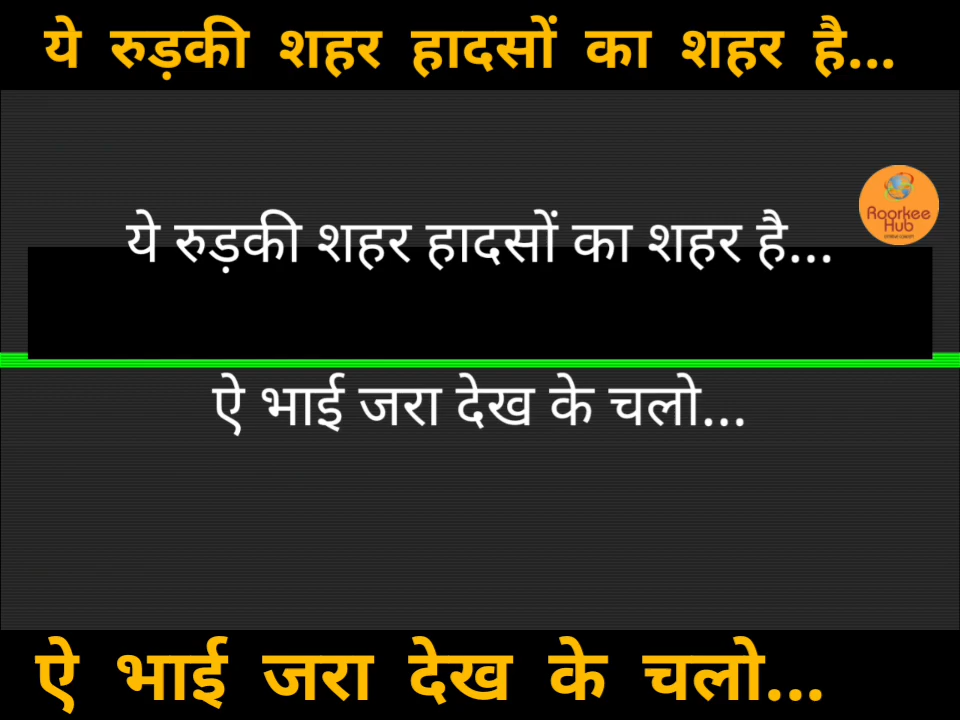 ये रुड़की शहर हादसों का शहर है...
Roorkee
Hub
ये रुड़की शहर हादसों का शहर है...
ऐ भाई जरा देख के चलो...
ऐ भाई जरा देख के चलो...